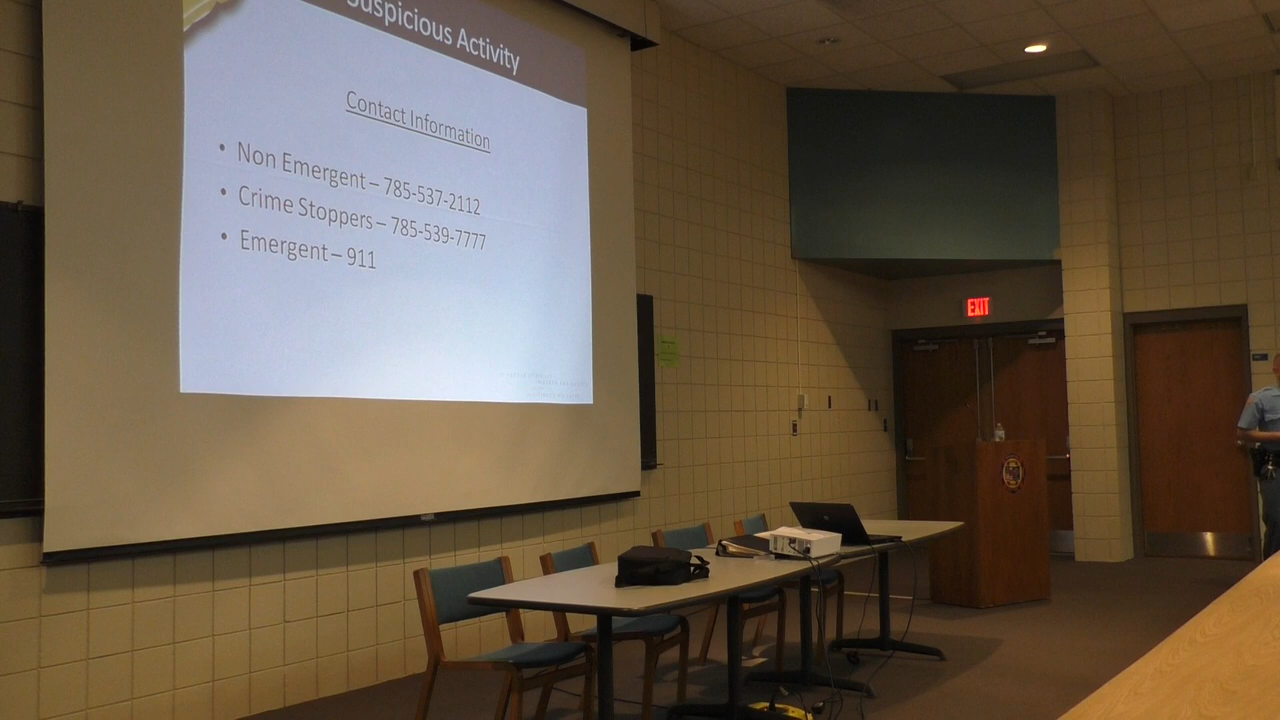 Suspicious Activity
Contact Information
• Non Emergent – 785-537-2112
• Crime Stoppers – 785-539-7777
• Emergent – 911
EXIT